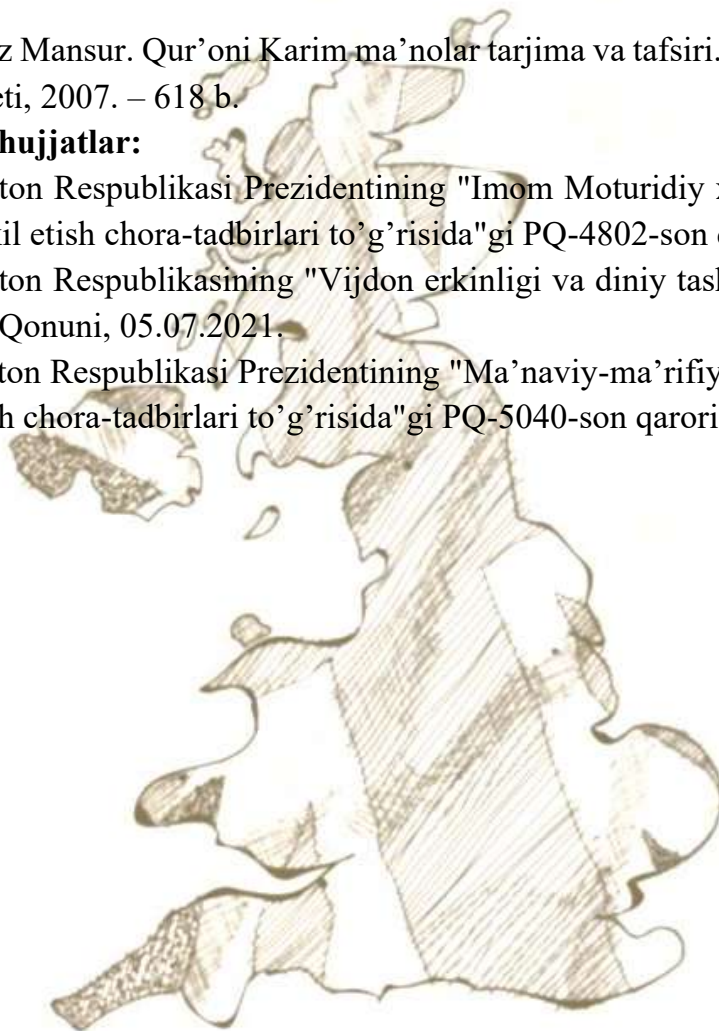 z Mansur. Qur’oni Karim ma’nolar tarjima va tafsiri.
eti, 2007. – 618 b.
hujjatlar:
ton Respublikasi Prezidentining "Imom Moturidiy x
il etish chora-tadbirlari to’g’risida"gi PQ-4802-son
ton Respublikasining "Vijdon erkinligi va diniy tash
Qonuni, 05.07.2021.
ton Respublikasi Prezidentining "Ma’naviy-ma’rifiy
h chora-tadbirlari to’g’risida"gi PQ-5040-son qarori